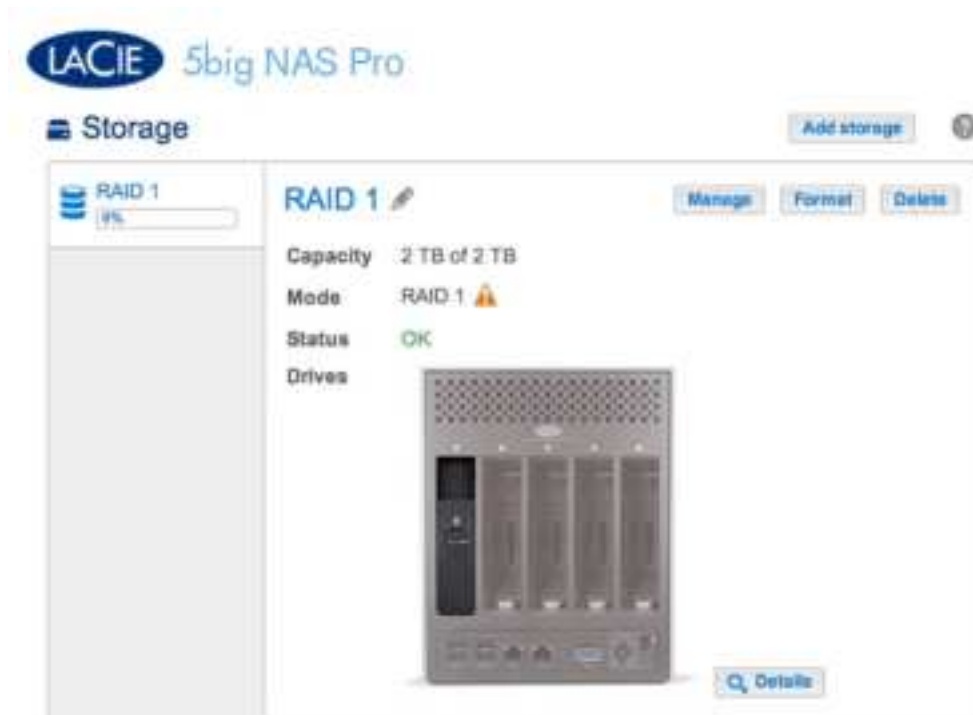 LACIE 5big NAS Pro
Storage
Add storage
RAID 1
RAID 1
Manage
Format
Delete
Capacity 2 TB of 2 TB
Mode RAID 1
Status OK
Drives
Details